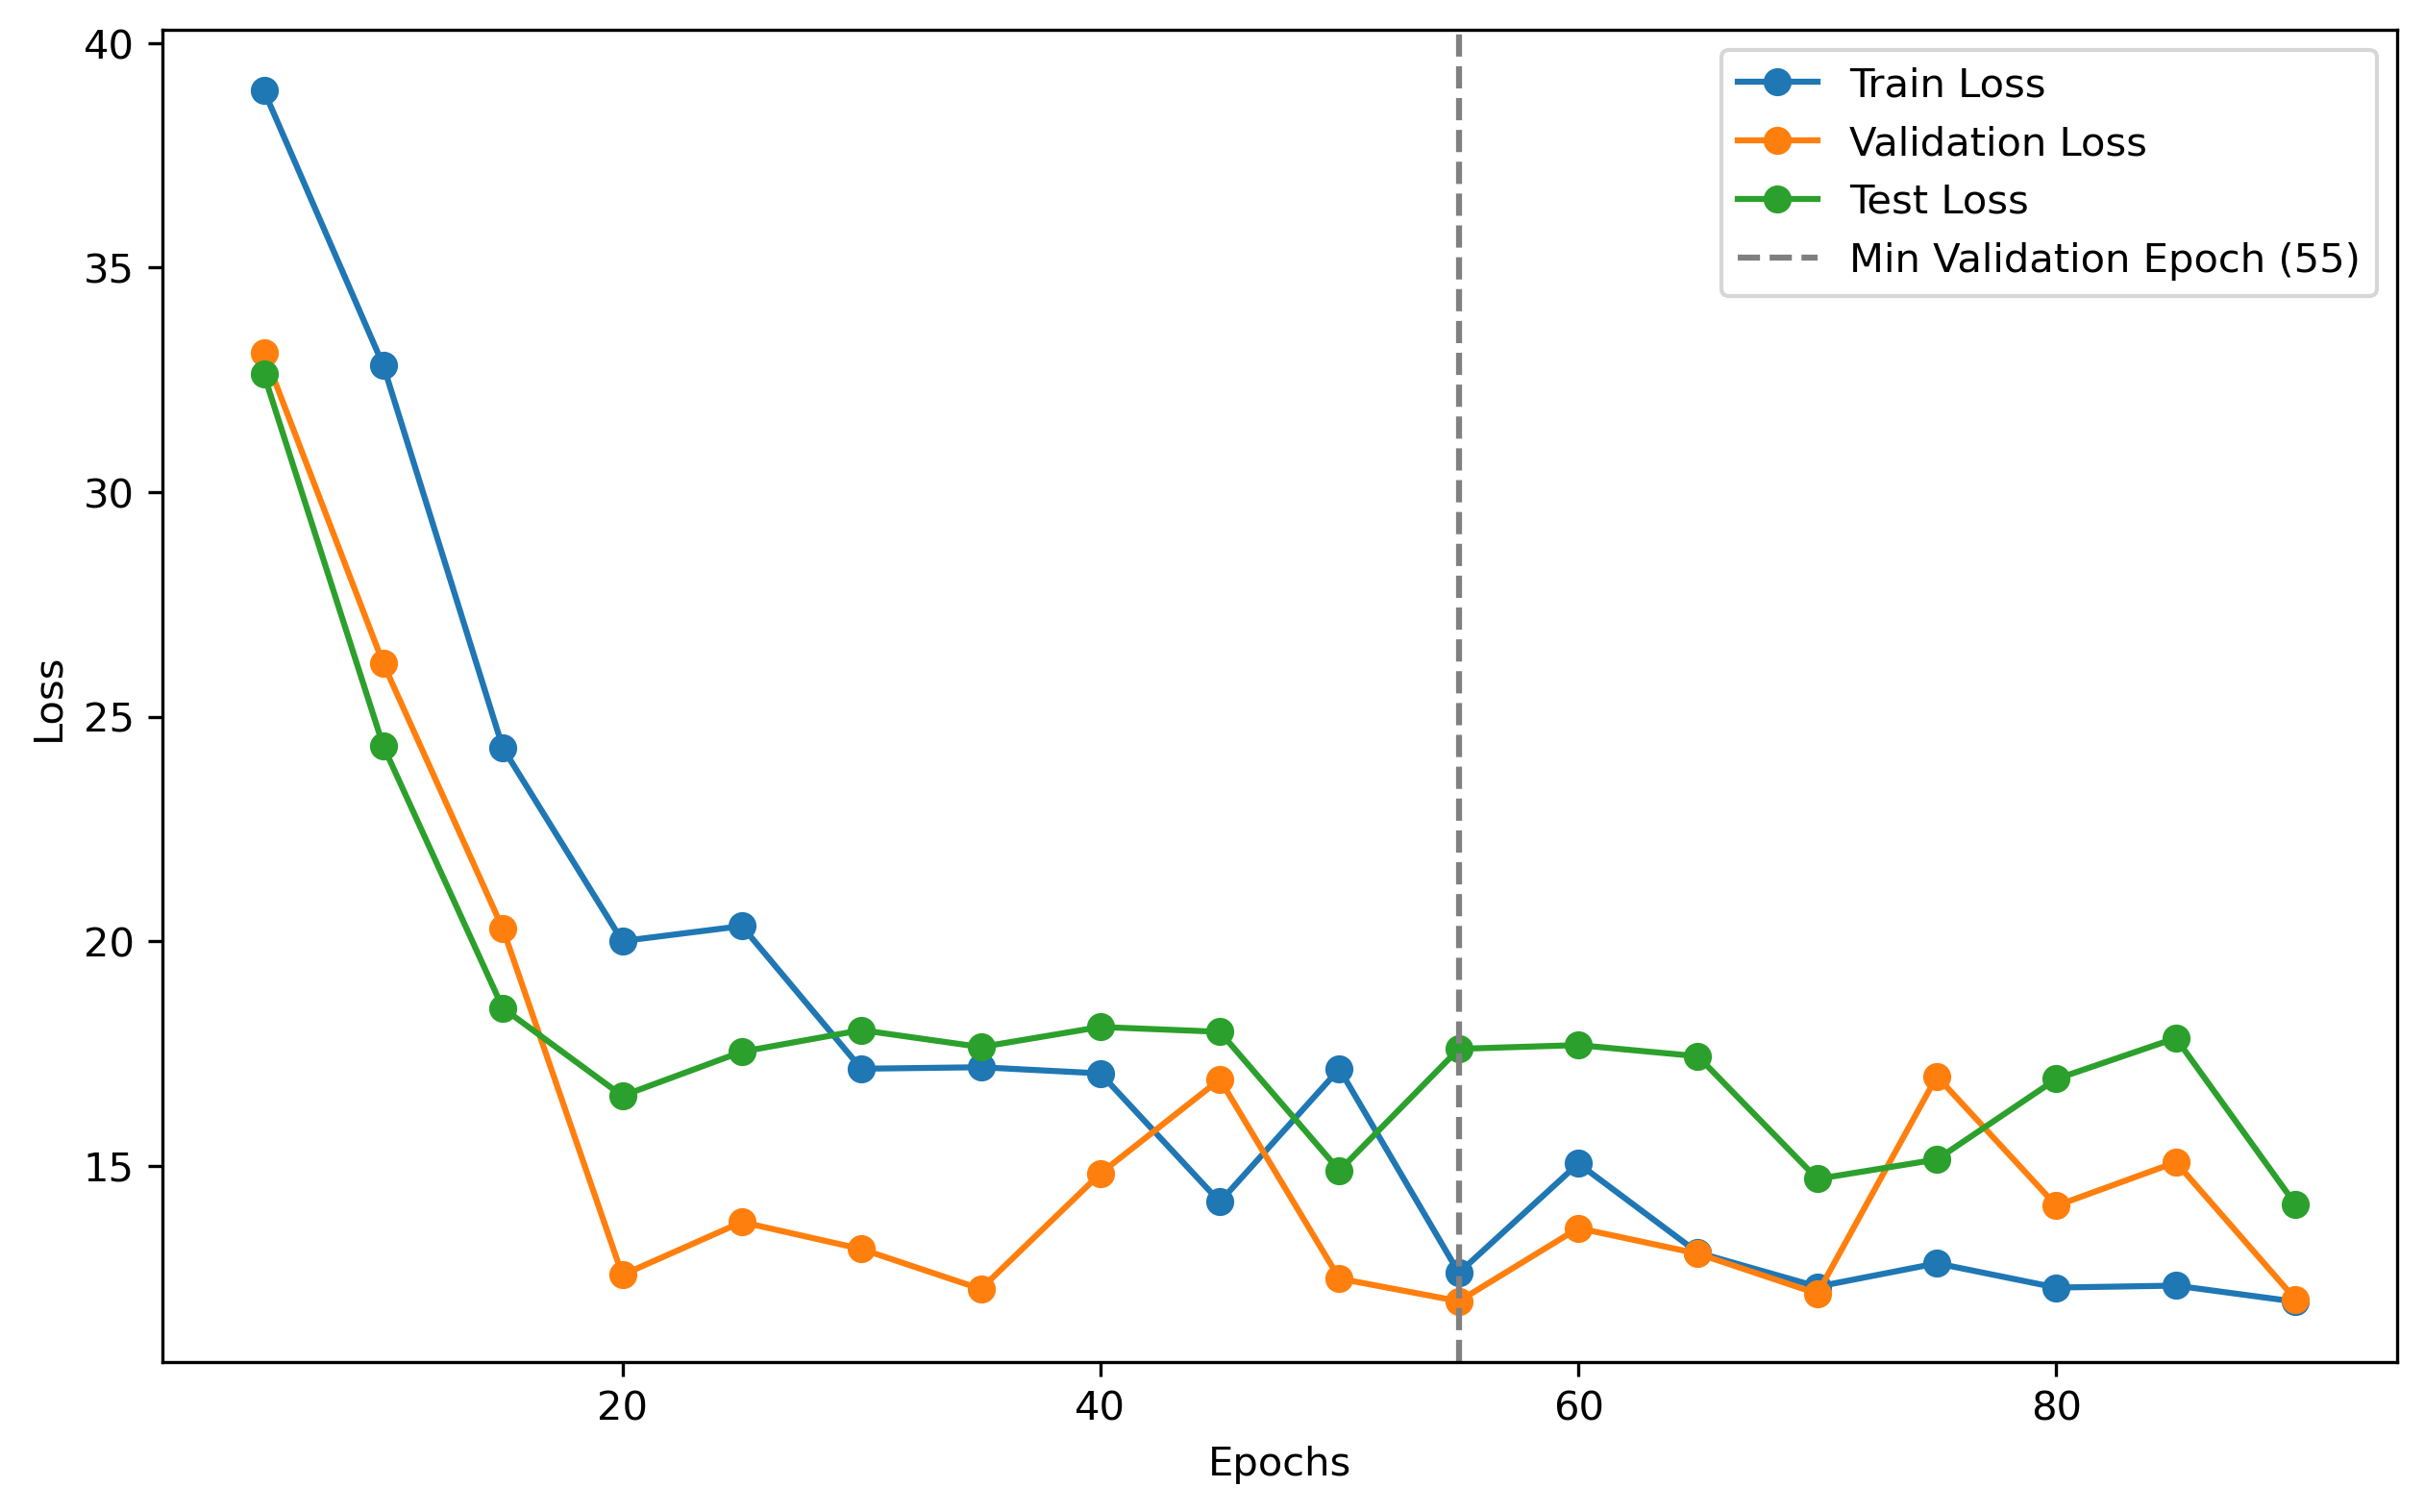 40
35
30
25
20
15
Loss
Train Loss
Validation Loss
Test Loss
Min Validation Epoch (55)
20 40 60 80
Epochs